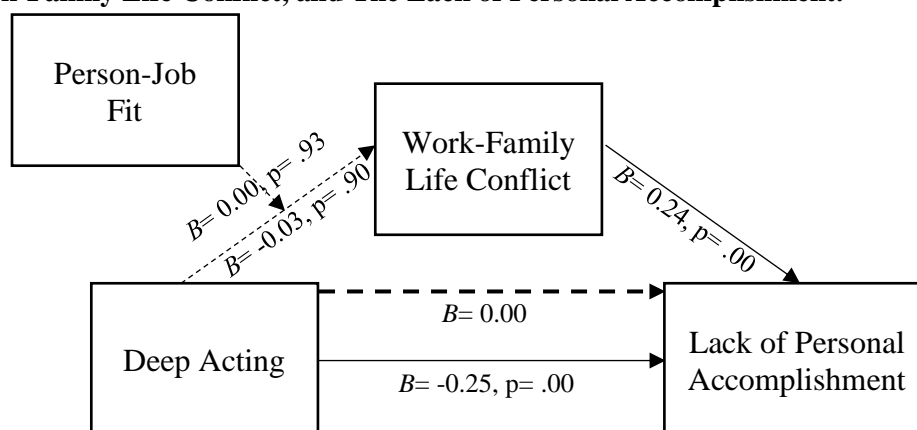 Family Life Conflict, and The Lack of Personal Accomplishment.
Person-Job
Fit
Work-Family
Life Conflict
B= 0.00, p= .93
B= -0.03, p= .90
B= 0.24, p= .00
Deep Acting
B= 0.00
B= -0.25, p= .00
Lack of Personal
Accomplishment